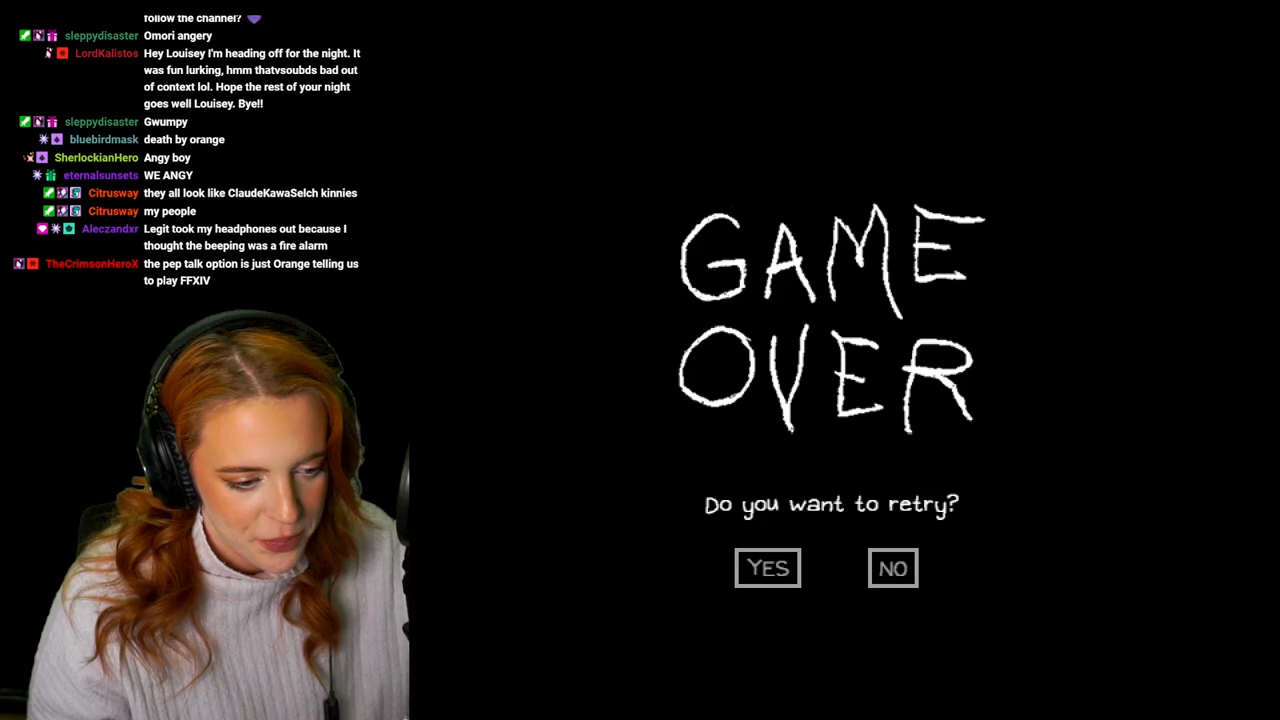 follow the channel?
sleppydisaster Omori angery
LordKalistos Hey Louisey I'm heading off for the night. It
was fun lurking, hmm thatvsoubds bad out
of context lol. Hope the rest of your night
goes well Louisey. Bye!!
sleppydisaster Gwumpy
bluebirdmask death by orange
SherlockianHero Angy boy
eternalsunsets WE ANGY
Citrusway they all look like ClaudeKawaSelch kinnies
Citrusway my people
Aleczandxr Legit took my headphones out because I
thought the beeping was a fire alarm
TheCrimsonHeroX the pep talk option is just Orange telling us
to play FFXIV
GAME
OVER
Do you want to retry?
YES NO